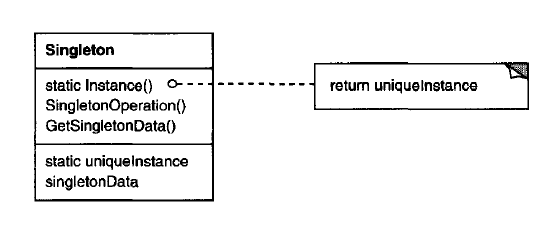 Singleton
static Instance()
SingletonOperation()
GetSingletonData()
static uniqueInstance
singletonData
return uniqueInstance